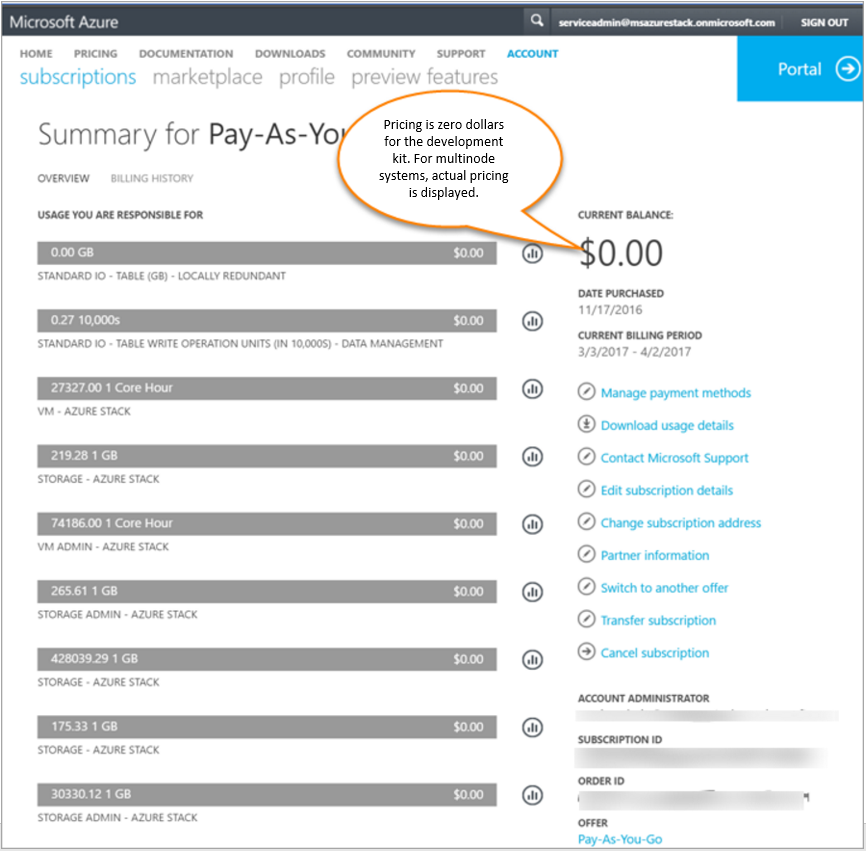 Microsoft Azure
serviceadmin@msazurestack.onmicrosoft.com
SIGN OUT
HOME PRICING DOCUMENTATION DOWNLOADS COMMUNITY SUPPORT ACCOUNT
subscriptions marketplace profile preview features
Portal
Summary for Pay-As-You
Pricing is zero dollars
for the development
kit. For multinode
systems, actual pricing
is displayed.
OVERVIEW BILLING HISTORY
USAGE YOU ARE RESPONSIBLE FOR
0.00 GB $0.00
STANDARD IO - TABLE (GB) - LOCALLY REDUNDANT
0.27 10,000s $0.00
STANDARD IO - TABLE WRITE OPERATION UNITS (IN 10,000S) - DATA MANAGEMENT
27327.00 1 Core Hour $0.00
VM - AZURE STACK
219.28 1 GB $0.00
STORAGE - AZURE STACK
74186.00 1 Core Hour $0.00
VM ADMIN - AZURE STACK
265.61 1 GB $0.00
STORAGE ADMIN - AZURE STACK
428039.29 1 GB $0.00
STORAGE - AZURE STACK
175.33 1 GB $0.00
STORAGE - AZURE STACK
30330.12 1 GB $0.00
STORAGE ADMIN - AZURE STACK
CURRENT BALANCE:
$0.00
DATE PURCHASED
11/17/2016
CURRENT BILLING PERIOD
3/3/2017 - 4/2/2017
Manage payment methods
Download usage details
Contact Microsoft Support
Edit subscription details
Change subscription address
Partner information
Switch to another offer
Transfer subscription
Cancel subscription
ACCOUNT ADMINISTRATOR
SUBSCRIPTION ID
ORDER ID
OFFER
Pay-As-You-Go